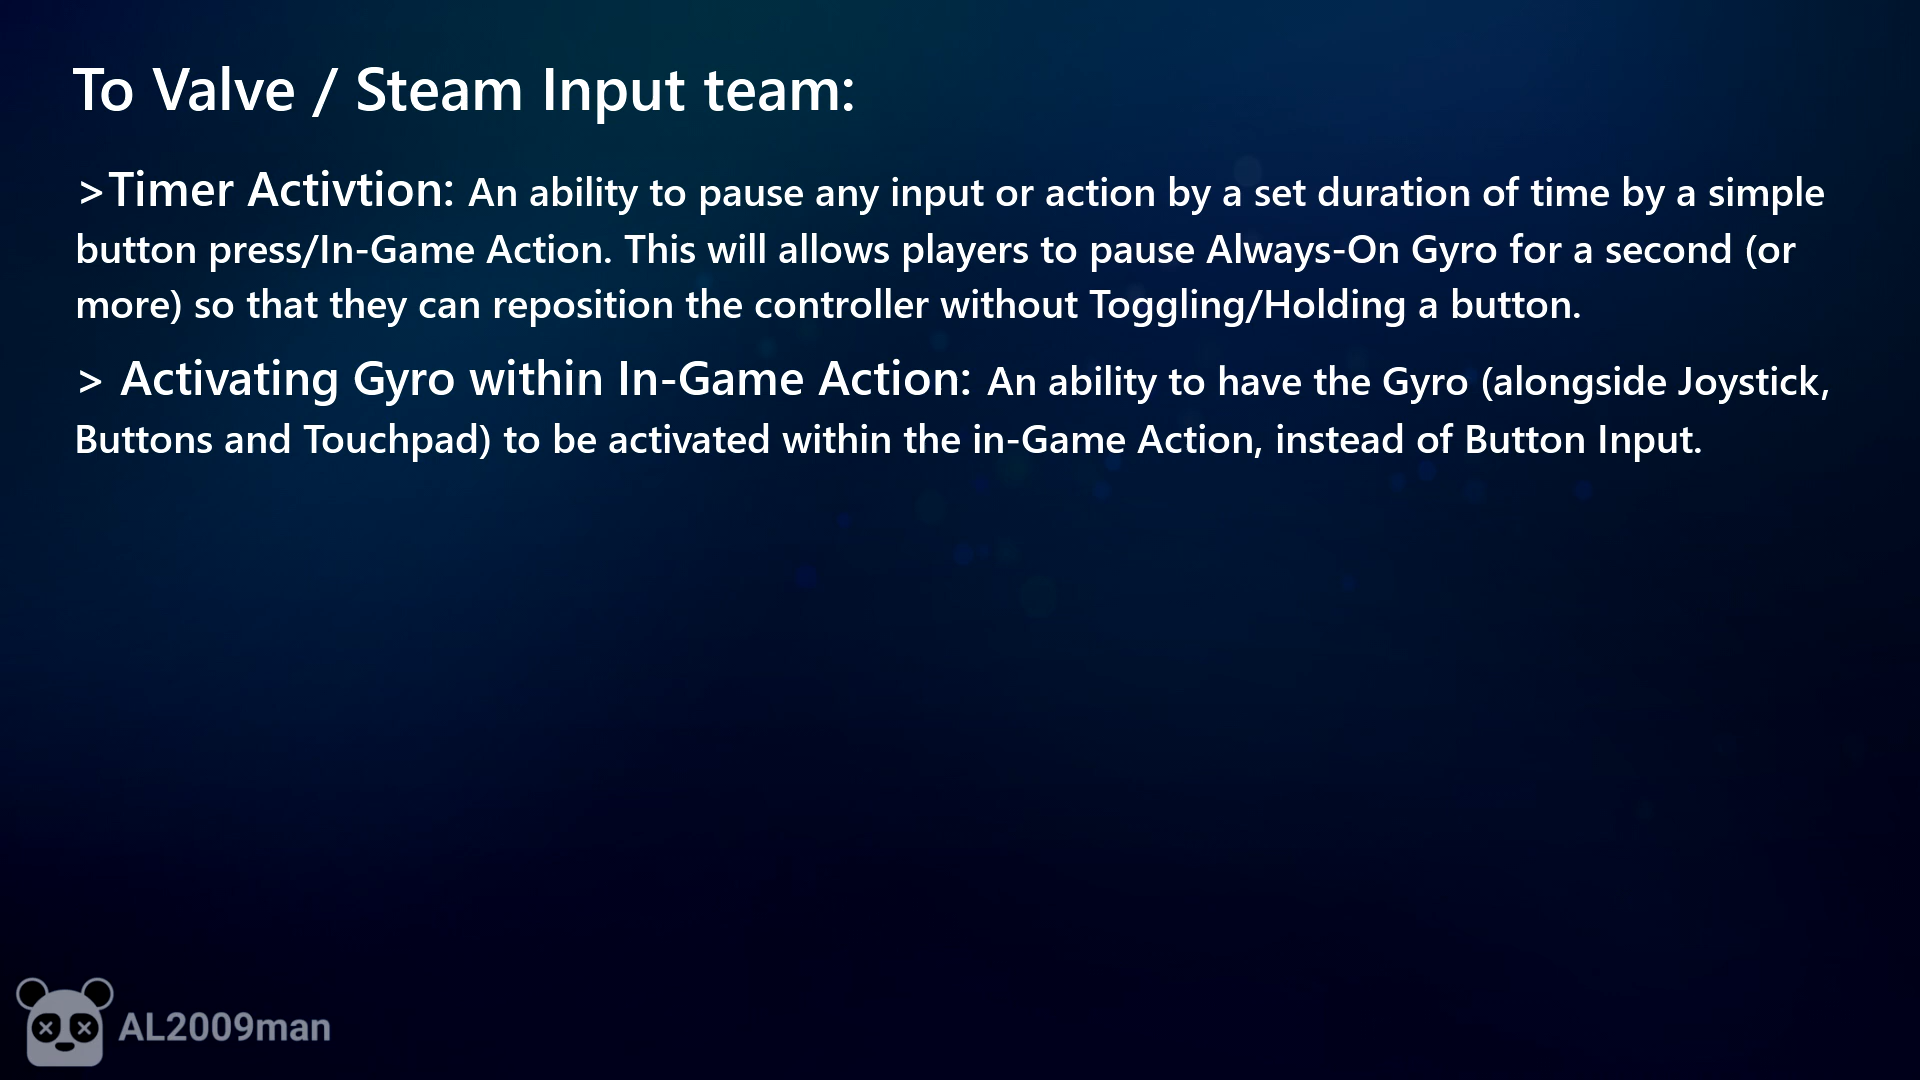 To Valve / Steam Input team:
>Timer Activtion: An ability to pause any input or action by a set duration of time by a simple
button press/In-Game Action. This will allows players to pause Always-On Gyro for a second (or
more) so that they can reposition the controller without Toggling/Holding a button.
> Activating Gyro within In-Game Action: An ability to have the Gyro (alongside Joystick,
Buttons and Touchpad) to be activated within the in-Game Action, instead of Button Input.
AL2009man